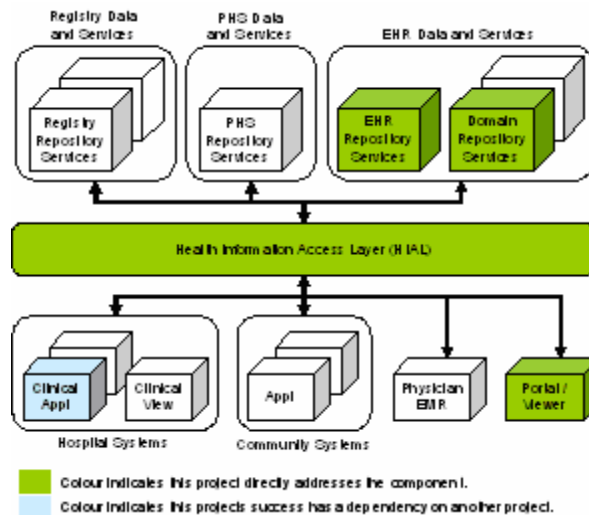 Registry Data
and Services
PHS Data
and Services
EHR Data and Services
Registry
Repository
Services
PHS
Repository
Services
EHR
Repository
Services
Domain
Repository
Services
Health Information Access Layer (HIAL)
Clinical
Appl
Clinical
View
Hospital Systems
Appl
Community Systems
Physician
EMR
Portal /
Viewer
Colour indicates this project directly addresses the component.
Colour indicates this projects success has a dependency on another project.